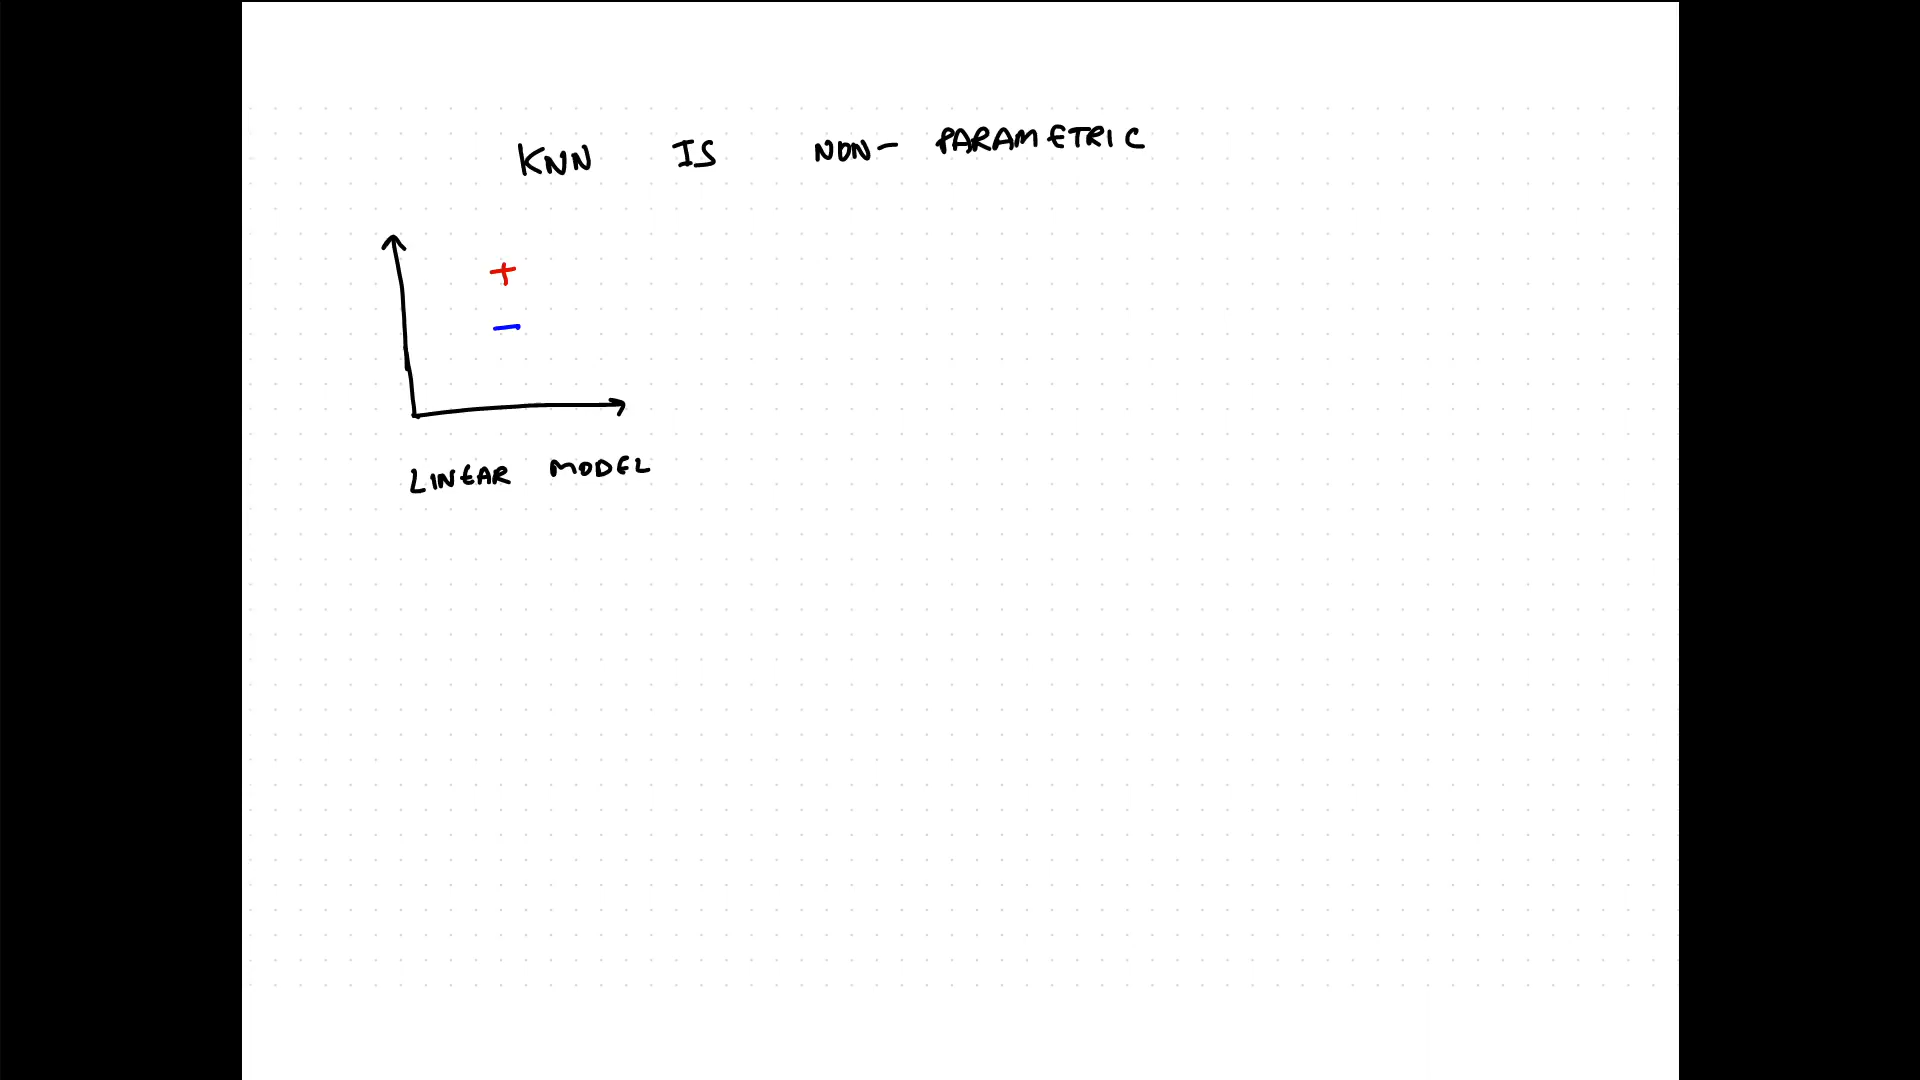 KNN IS NON- PARAMETRIC
+
−
LINEAR MODEL